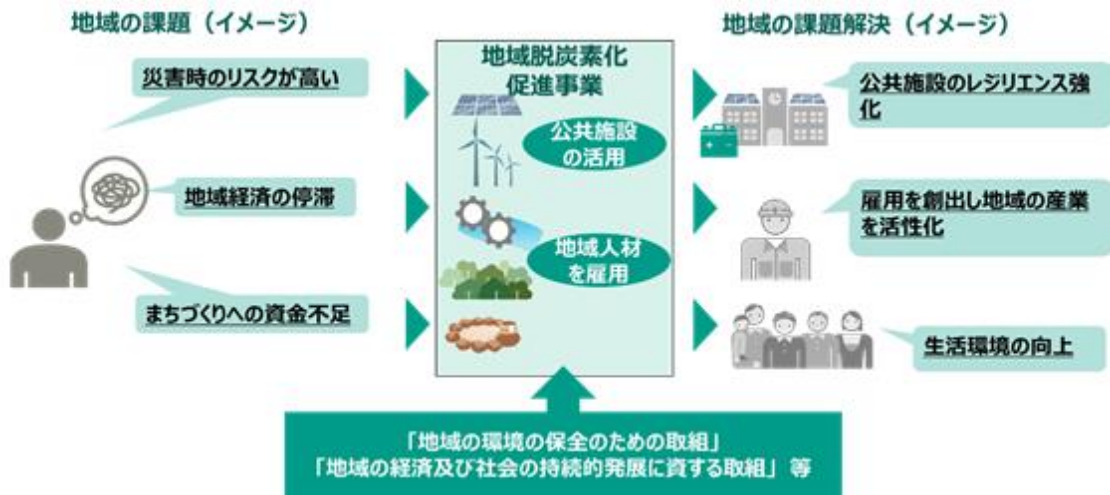 地域の課題（イメージ）
災害時のリスクが高い
地域経済の停滞
まちづくりへの資金不足
地域脱炭素化
促進事業
公共施設
の活用
地域人材
を雇用
地域の課題解決（イメージ）
公共施設のレジリエンス強
化
雇用を創出し地域の産業
を活性化
生活環境の向上
「地域の環境の保全のための取組」
「地域の経済及び社会の持続的発展に資する取組」等